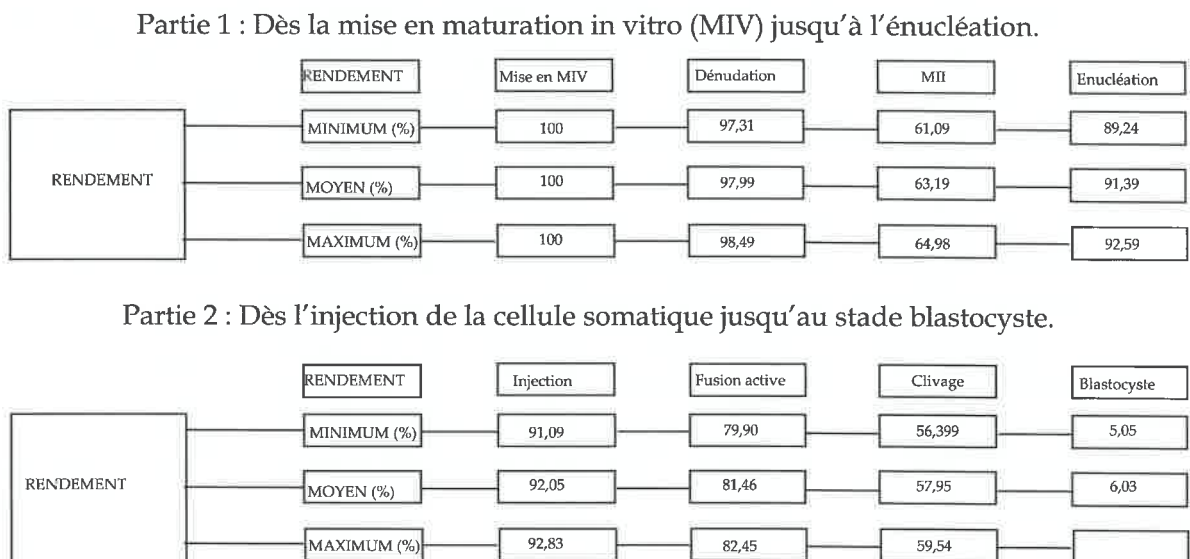 Partie 1 : Dès la mise en maturation in vitro (MIV) jusqu'à l'énucléation.
RENDEMENT Mise en MIV Dénudation MII Enucléation
MINIMUM (%) 100 97,31 61,09 89,24
RENDEMENT MOYEN (%) 100 97,99 63,19 91,39
MAXIMUM (%) 100 98,49 64,98 92,59
Partie 2 : Dès l'injection de la cellule somatique jusqu'au stade blastocyste.
RENDEMENT Injection Fusion active Clivage Blastocyste
MINIMUM (%) 91,09 79,90 56,399 5,05
RENDEMENT MOYEN (%) 92,05 81,46 57,95 6,03
MAXIMUM (%) 92,83 82,45 59,54